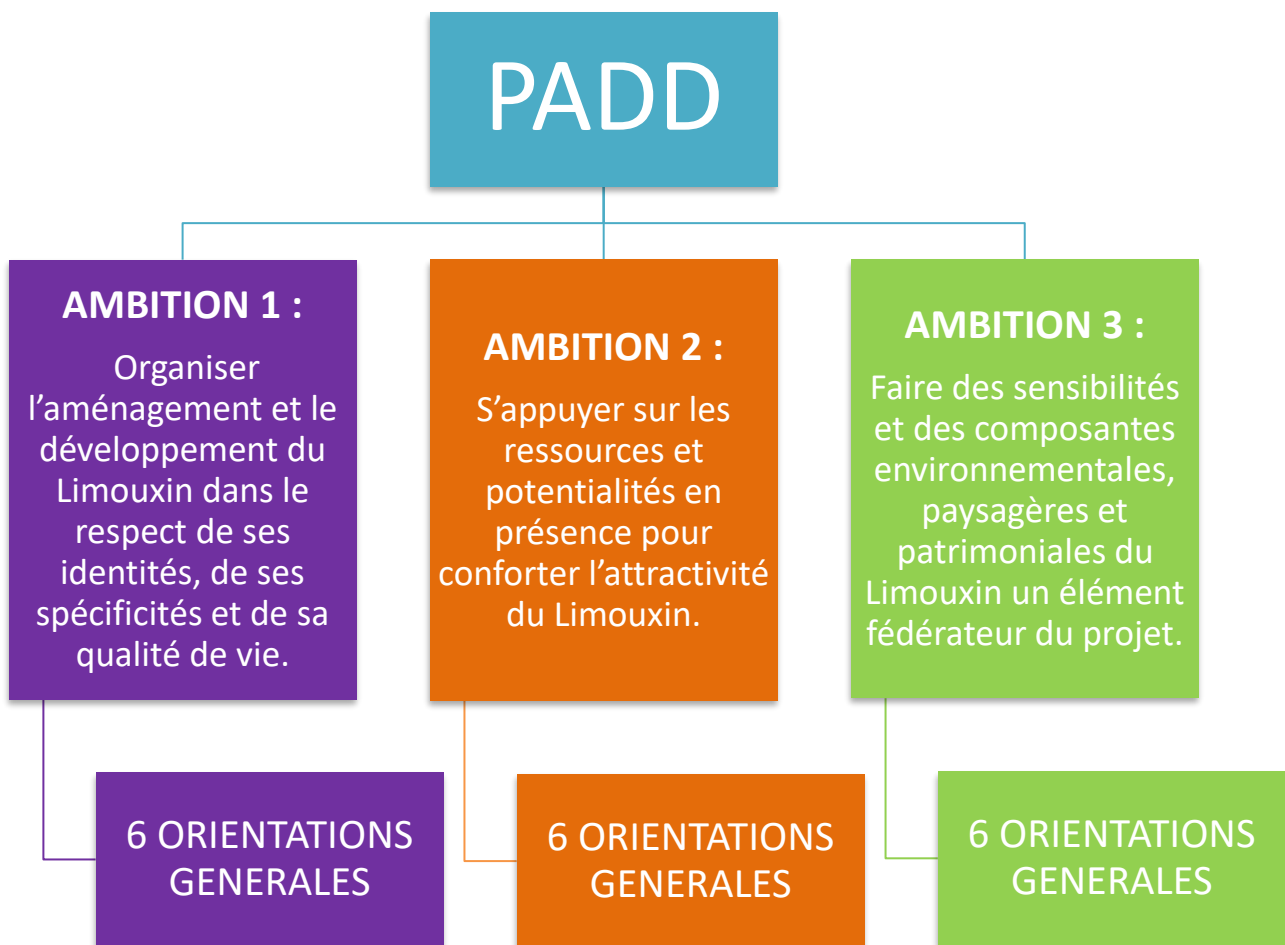 PADD
AMBITION 1 :
Organiser
l’aménagement et le
développement du
Limouxin dans le
respect de ses
identités, de ses
spécificités et de sa
qualité de vie.
AMBITION 2 :
S’appuyer sur les
ressources et
potentialités en
présence pour
conforter l’attractivité
du Limouxin.
AMBITION 3 :
Faire des sensibilités
et des composantes
environnementales,
paysagères et
patrimoniales du
Limouxin un élément
fédérateur du projet.
6 ORIENTATIONS
GENERALES
6 ORIENTATIONS
GENERALES
6 ORIENTATIONS
GENERALES